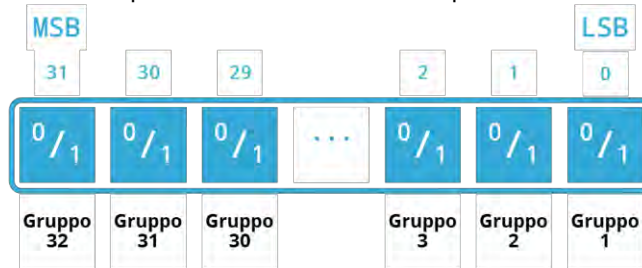 MSB LSB
31 30 29 2 1 0
0/1 0/1 0/1 ... 0/1 0/1 0/1
Gruppo Gruppo Gruppo Gruppo Gruppo Gruppo
32 31 30 3 2 1